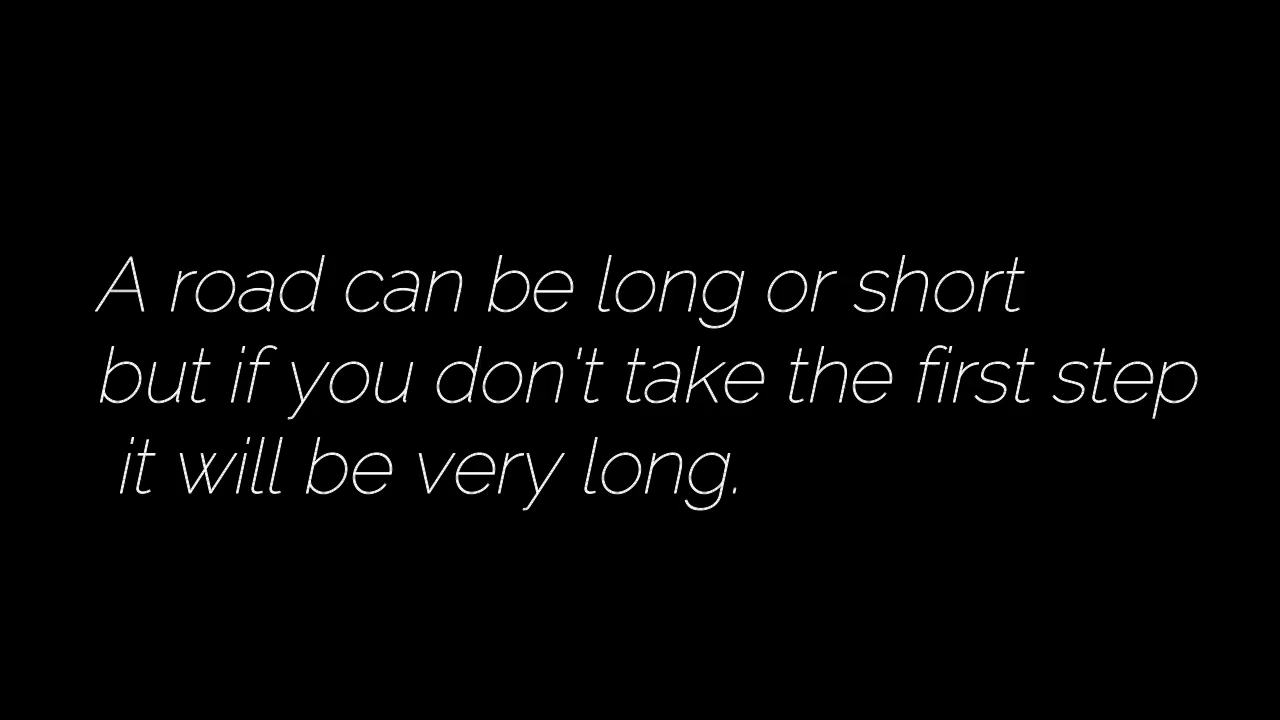 A road can be long or short
but if you don't take the first step
it will be very long.